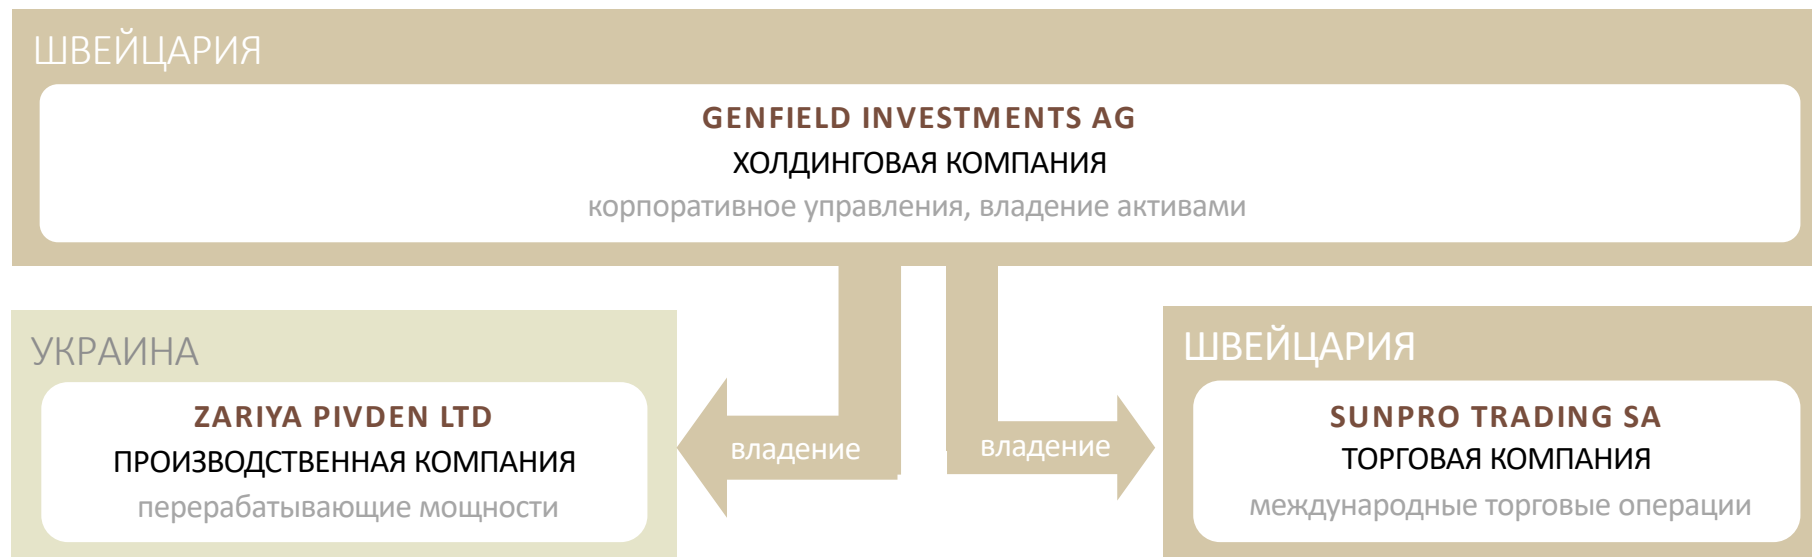 ШВЕЙЦАРИЯ
GENFIELD INVESTMENTS AG
ХОЛДИНГОВАЯ КОМПАНИЯ
корпоративное управления, владение активами
УКРАИНА
ZARIYA PIVDEN LTD
ПРОИЗВОДСТВЕННАЯ КОМПАНИЯ
перерабатывающие мощности
владение
владение
ШВЕЙЦАРИЯ
SUNPRO TRADING SA
ТОРГОВАЯ КОМПАНИЯ
международные торговые операции